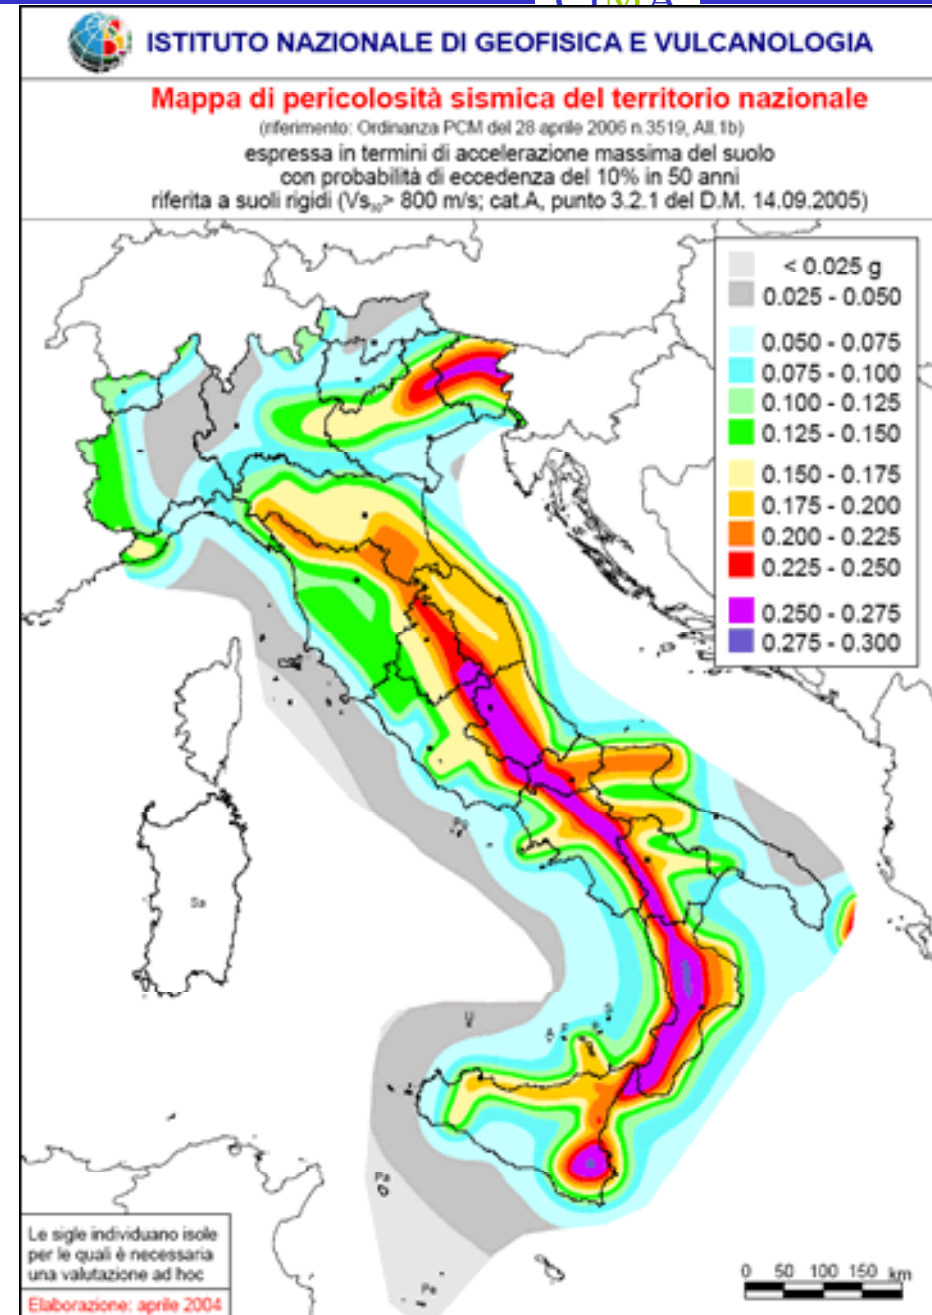 CIMA
ISTITUTO NAZIONALE DI GEOFISICA E VULCANOLOGIA
Mappa di pericolosità sismica del territorio nazionale
(riferimento: Ordinanza PCM del 28 aprile 2006 n.3519, All.1b)
espressa in termini di accelerazione massima del suolo
con probabilità di eccedenza del 10% in 50 anni
riferita a suoli rigidi (Vs₃₀> 800 m/s; cat.A, punto 3.2.1 del D.M. 14.09.2005)
< 0.025 g
0.025 - 0.050
0.050 - 0.075
0.075 - 0.100
0.100 - 0.125
0.125 - 0.150
0.150 - 0.175
0.175 - 0.200
0.200 - 0.225
0.225 - 0.250
0.250 - 0.275
0.275 - 0.300
Sa
U
A
Pa
Pe
Le sigle individuano isole
per le quali è necessaria
una valutazione ad hoc
Elaborazione: aprile 2004
0 50 100 150 km